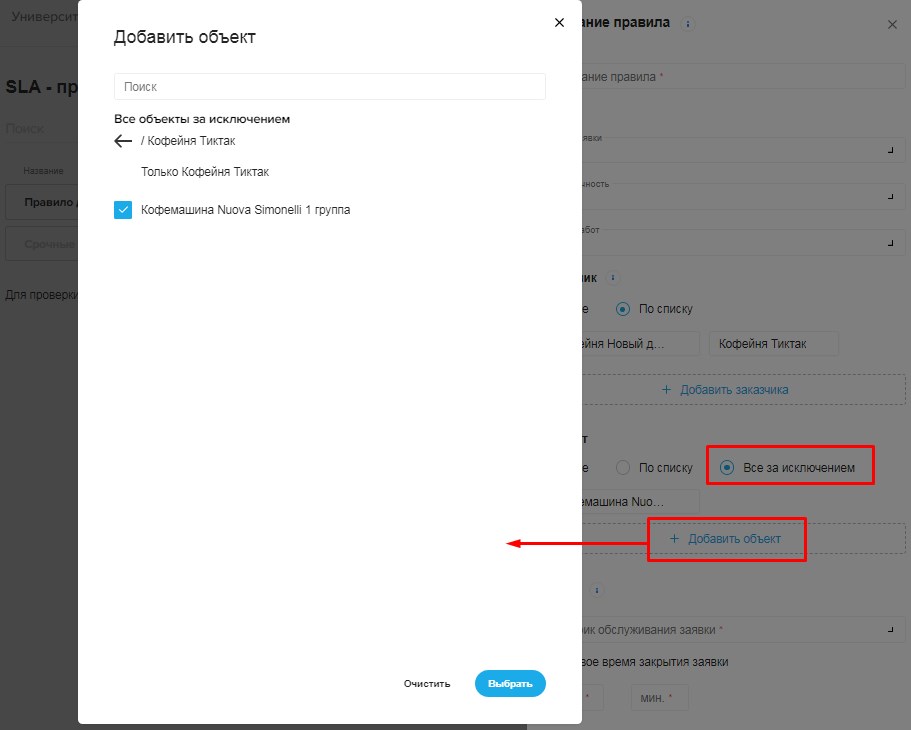 Университ
SLA - пр
Поиск
Название
Правило д
Срочные
Для проверки
Добавить объект
Поиск
Все объекты за исключением
/ Кофейня Тиктак
Только Кофейня Тиктак
Кофемашина Nuova Simonelli 1 группа
Очистить
Выбрать
ание правила
ание правила *
явки
чность
абот
ик
е
По списку
ейня Новый д...
Кофейня Тиктак
+ Добавить заказчика
т
е
По списку
Все за исключением
емашина Nuo...
+ Добавить объект
ик обслуживания заявки *
вое время закрытия заявки
*
мин. *